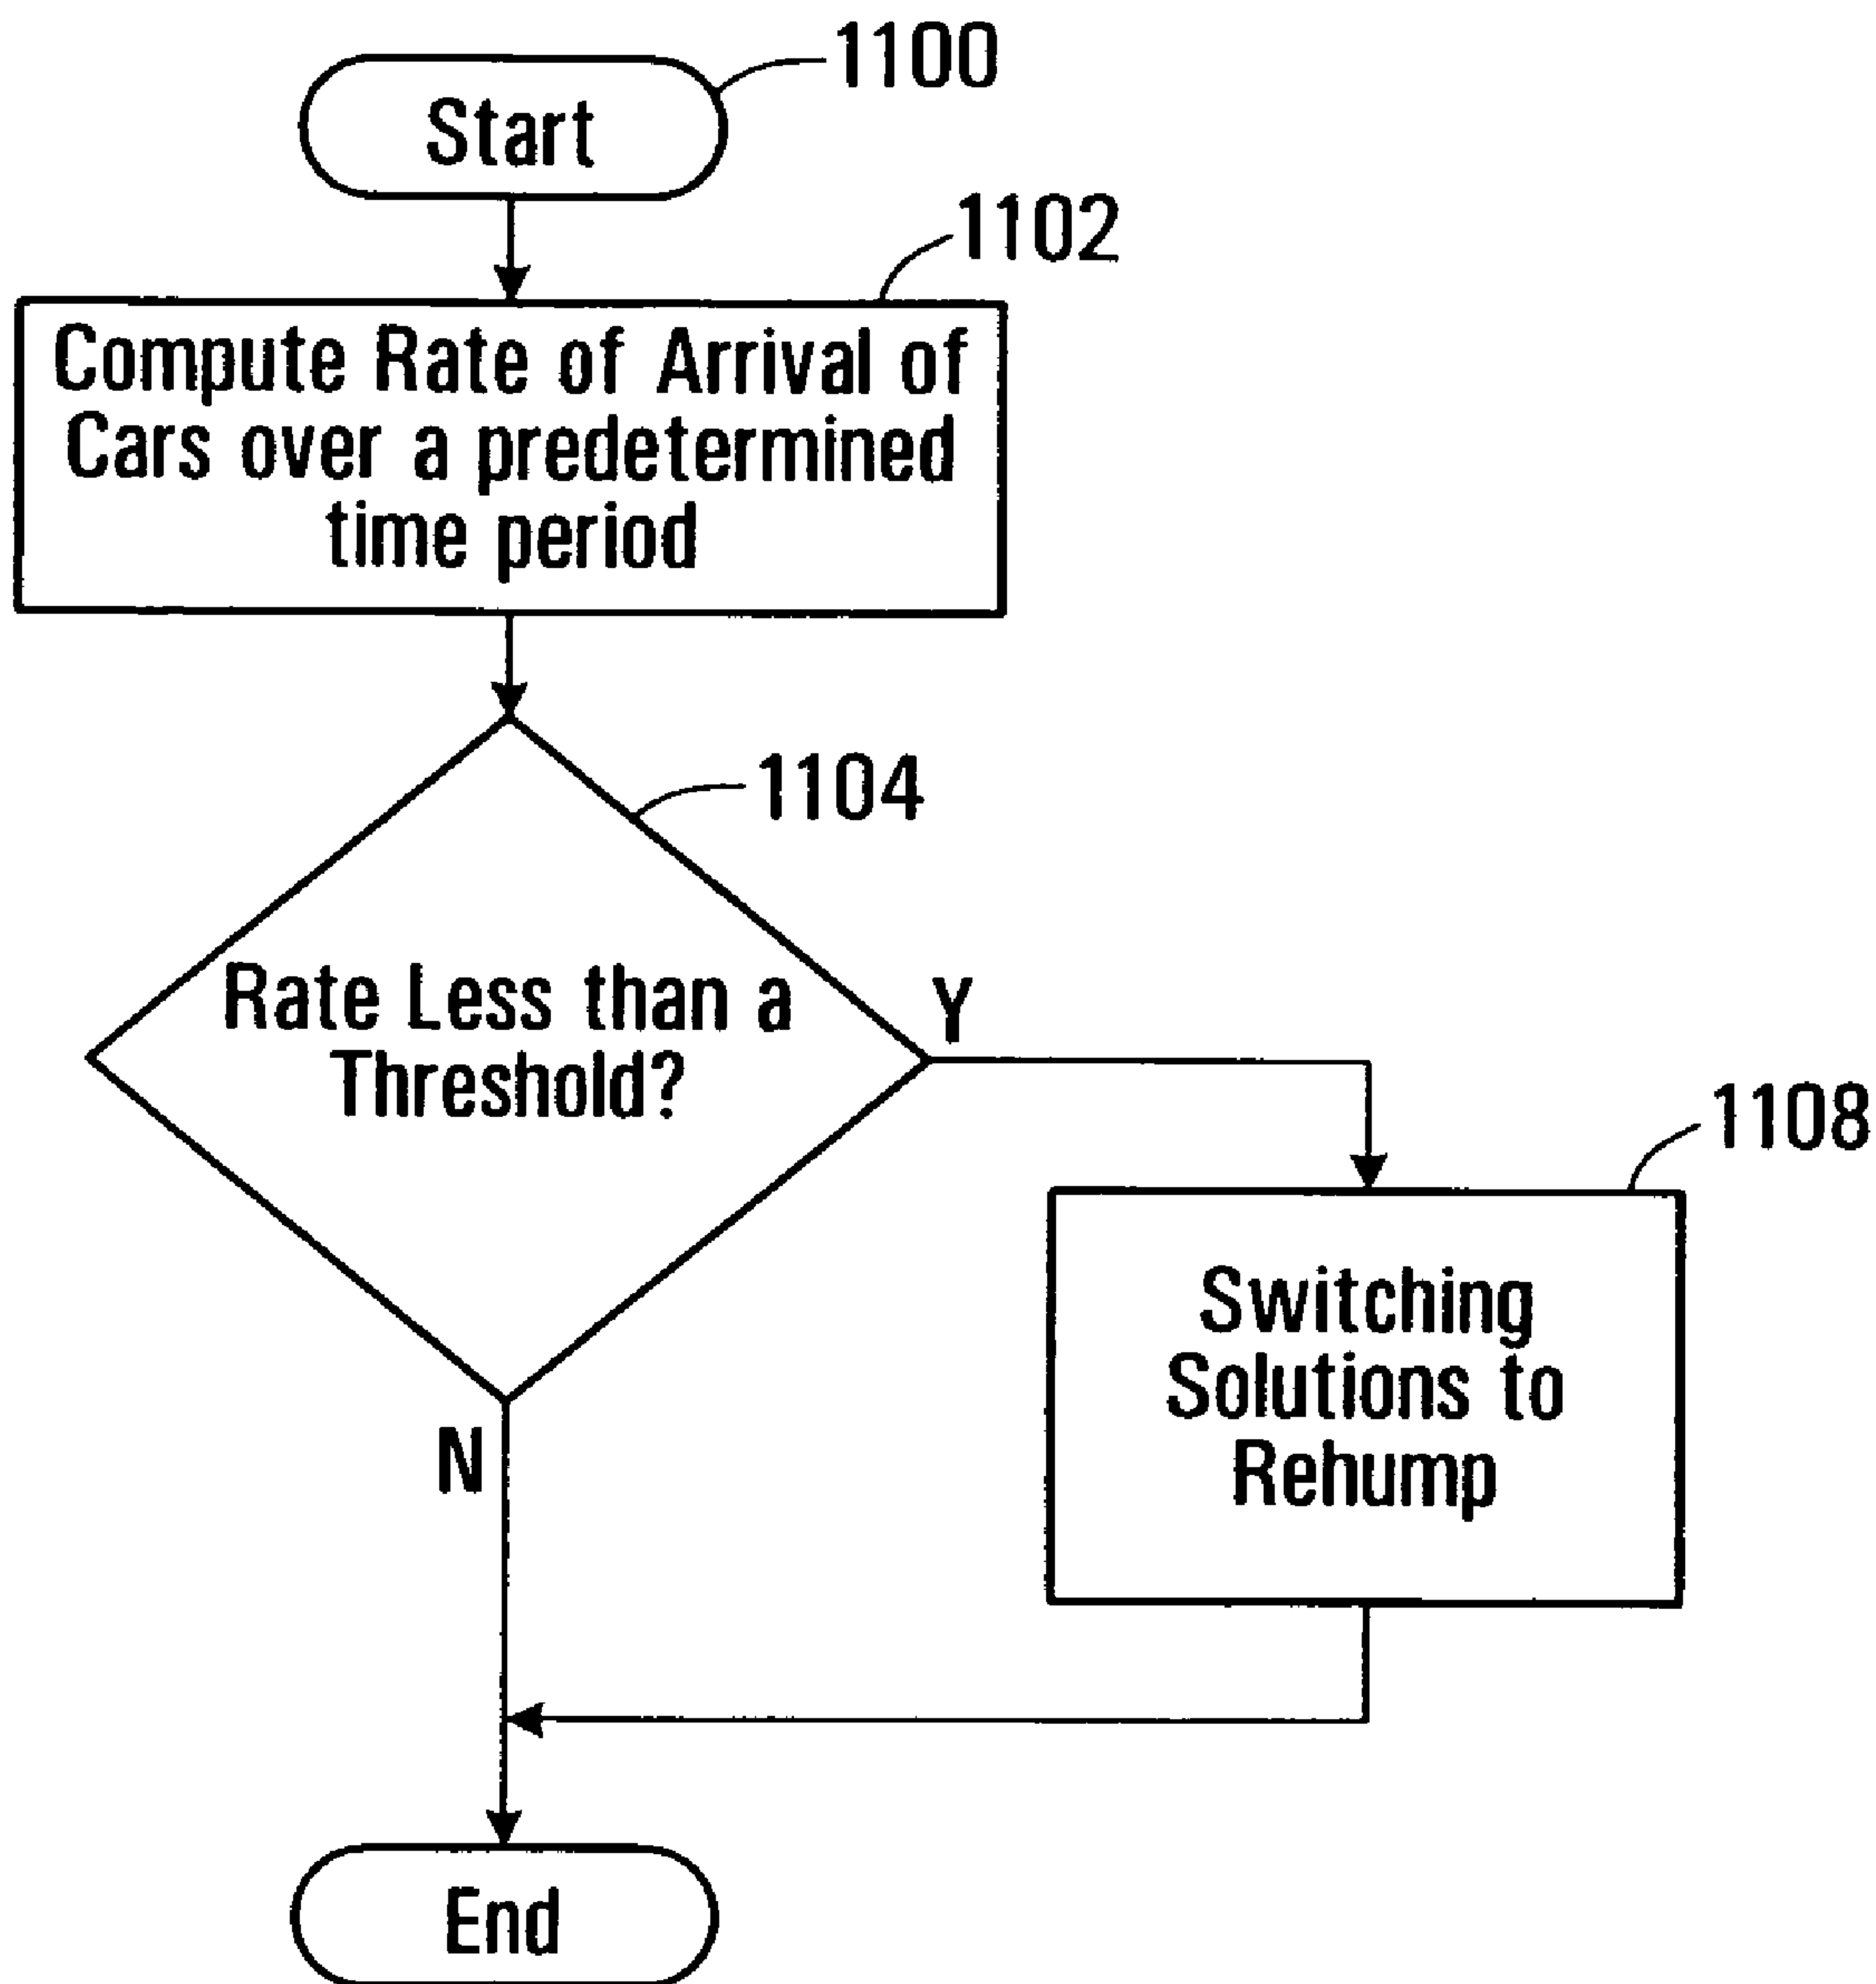 1100
Start
1102
Compute Rate of Arrival of
Cars over a predetermined
time period
1104
Rate Less than a
Threshold?
Y
1108
Switching
Solutions to
Rehump
N
End